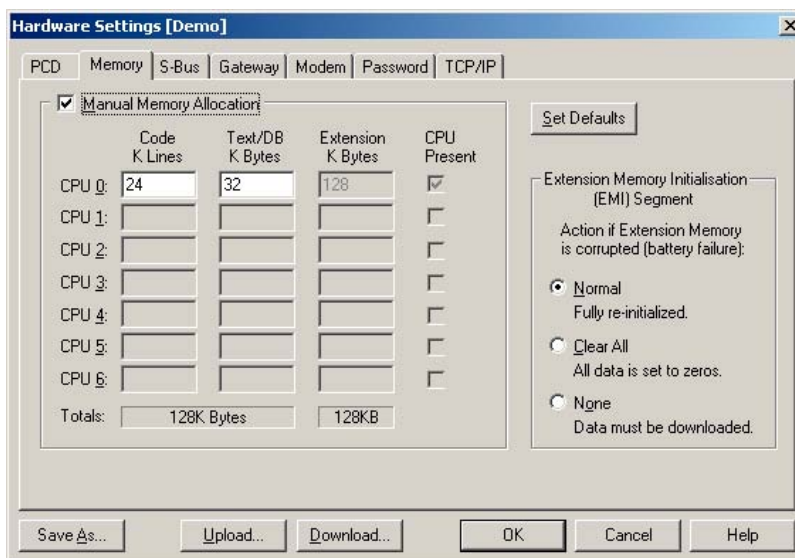 Hardware Settings [Demo]
PCD Memory S-Bus Gateway Modem Password TCP/IP
Manual Memory Allocation
Code
K Lines
Text/DB
K Bytes
Extension
K Bytes
CPU
Present
CPU 0: 24 32 128
CPU 1:
CPU 2:
CPU 3:
CPU 4:
CPU 5:
CPU 6:
Totals: 128K Bytes 128KB
Set Defaults
Extension Memory Initialisation
(EMI) Segment
Action if Extension Memory
is corrupted (battery failure):
Normal
Fully re-initialized.
Clear All
All data is set to zeros.
None
Data must be downloaded.
Save As... Upload... Download... OK Cancel Help